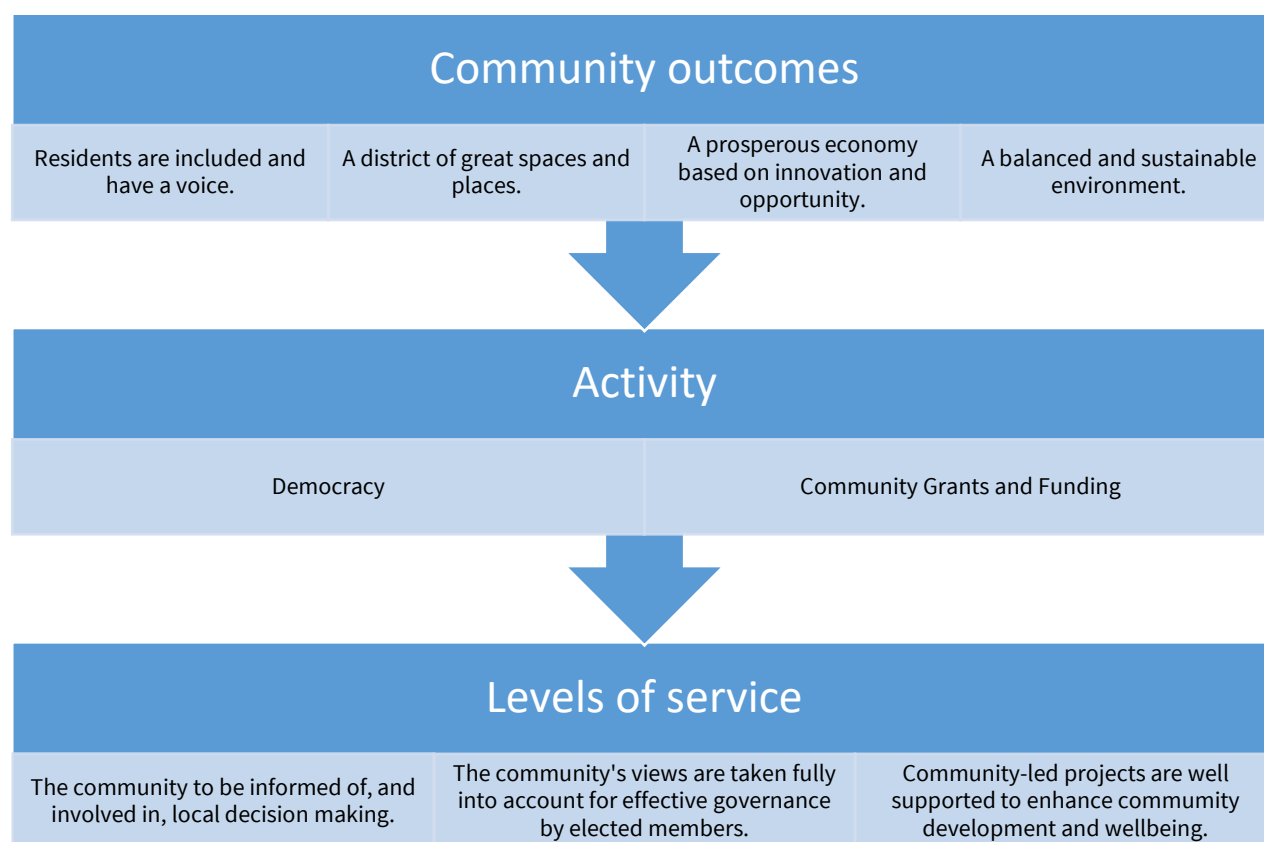 Community outcomes
Residents are included and
have a voice.
A district of great spaces and
places.
A prosperous economy
based on innovation and
opportunity.
A balanced and sustainable
environment.
Activity
Democracy
Community Grants and Funding
Levels of service
The community to be informed of, and
involved in, local decision making.
The community's views are taken fully
into account for effective governance
by elected members.
Community-led projects are well
supported to enhance commumity
development and wellbeing.